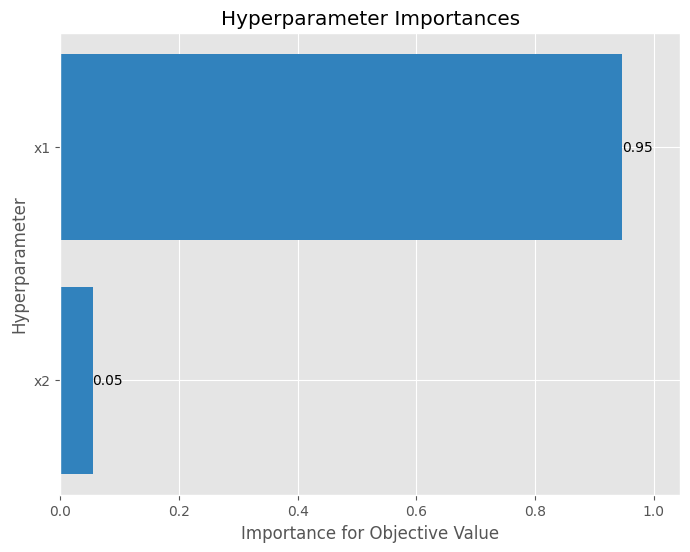 Hyperparameter Importances
Hyperparameter
x1
0.95
x2
0.05
0.0 0.2 0.4 0.6 0.8 1.0
Importance for Objective Value